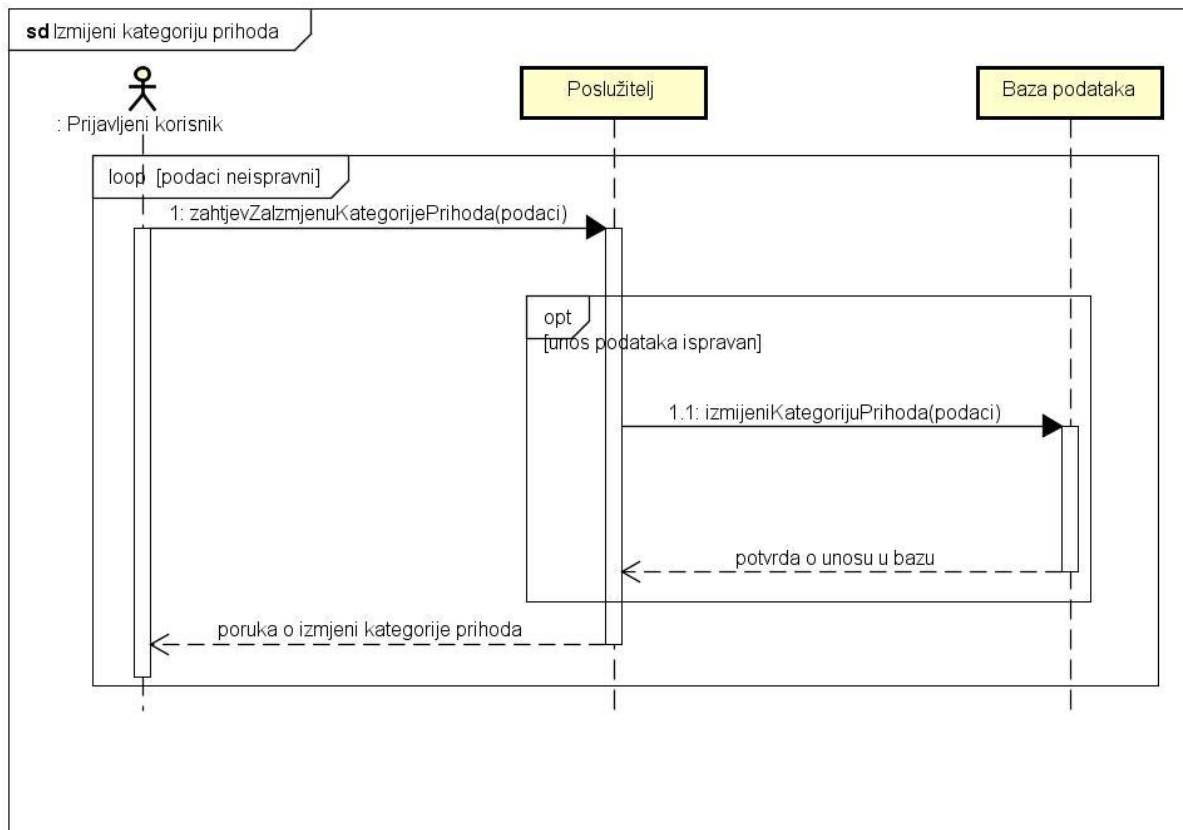 sd Izmijeni kategoriju prihoda
: Prijavljeni korisnik
Poslužitelj
Baza podataka
loop [podaci neispravni]
1: zahtjevZaIzmjenuKategorijePrihoda(podaci)
opt
[unos podataka ispravan]
1.1: izmijeniKategorijuPrihoda(podaci)
potvrda o unosu u bazu
poruka o izmjeni kategorije prihoda